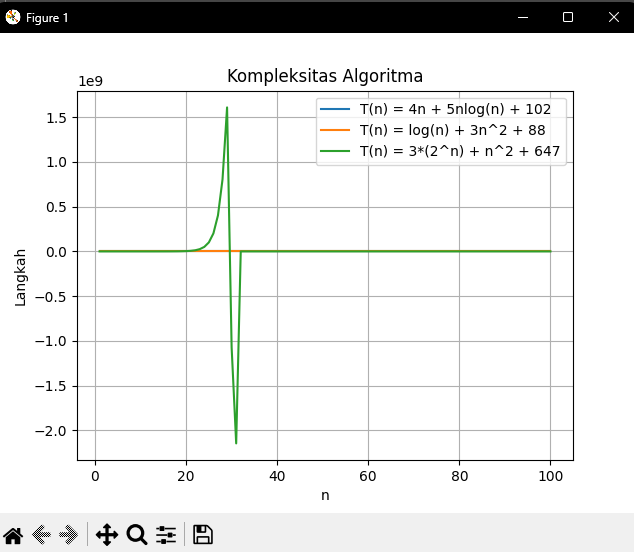 Figure 1
Kompleksitas Algoritma
1e9
T(n) = 4n + 5nlog(n) + 102
T(n) = log(n) + 3n^2 + 88
T(n) = 3*(2^n) + n^2 + 647
1.5
1.0
0.5
0.0
−0.5
−1.0
−1.5
−2.0
Langkah
0 20 40 60 80 100
n